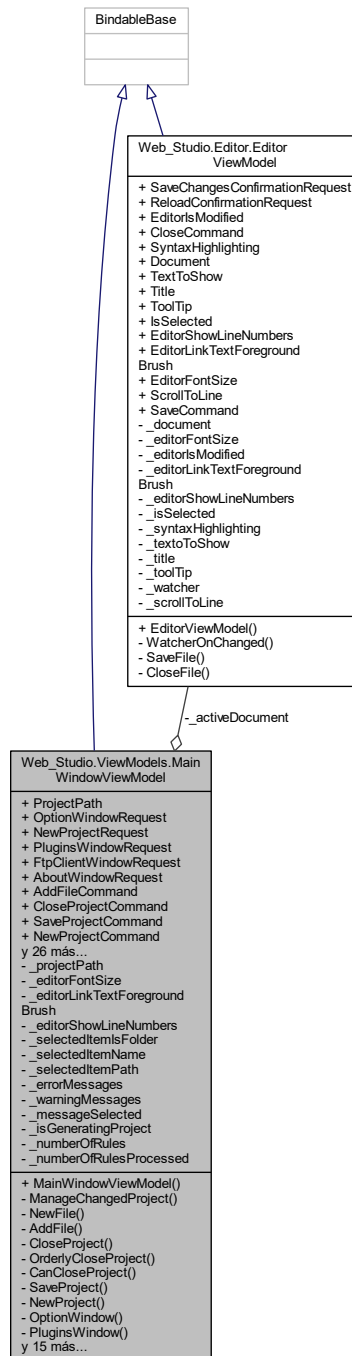 BindableBase
Web_Studio.Editor.Editor
ViewModel
+ SaveChangesConfirmationRequest
+ ReloadConfirmationRequest
+ EditorIsModified
+ CloseCommand
+ SyntaxHighlighting
+ Document
+ TextToShow
+ Title
+ ToolTip
+ IsSelected
+ EditorShowLineNumbers
+ EditorLinkTextForeground
Brush
+ EditorFontSize
+ ScrollToLine
+ SaveCommand
- _document
- _editorFontSize
- _editorIsModified
- _editorLinkTextForeground
Brush
- _editorShowLineNumbers
- _isSelected
- _syntaxHighlighting
- _textoToShow
- _title
- _toolTip
- _watcher
- _scrollToLine
+ EditorViewModel()
- WatcherOnChanged()
- SaveFile()
- CloseFile()
-_activeDocument
Web_Studio.ViewModels.Main
WindowViewModel
+ ProjectPath
+ OptionWindowRequest
+ NewProjectRequest
+ PluginsWindowRequest
+ FtpClientWindowRequest
+ AboutWindowRequest
+ AddFileCommand
+ CloseProjectCommand
+ SaveProjectCommand
+ NewProjectCommand
y 26 más...
- _projectPath
- _editorFontSize
- _editorLinkTextForeground
Brush
- _editorShowLineNumbers
- _selectedItemIsFolder
- _selectedItemName
- _selectedItemPath
- _errorMessages
- _warningMessages
- _messageSelected
- _isGeneratingProject
- _numberOfRules
- _numberOfRulesProcessed
+ MainWindowViewModel()
- ManageChangedProject()
- NewFile()
- AddFile()
- CloseProject()
- OrderlyCloseProject()
- CanCloseProject()
- SaveProject()
- NewProject()
- OptionWindow()
- PluginsWindow()
y 15 más...